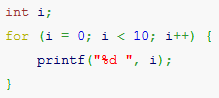 int i;
for (i = 0; i < 10; i++) {
    printf("%d ", i);
}